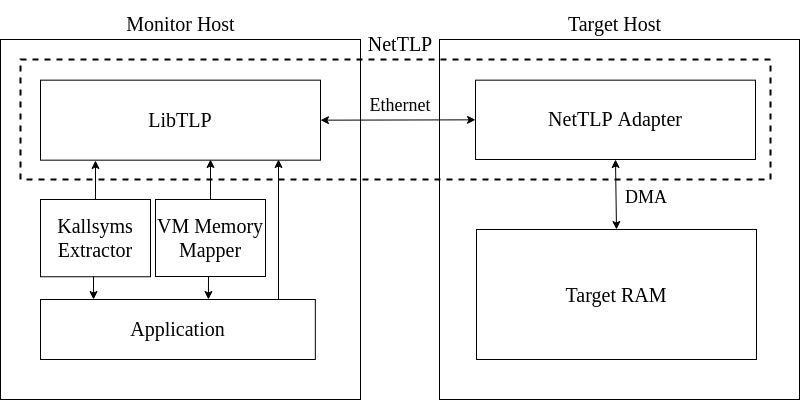 Monitor Host
Target Host
NetTLP
LibTLP
Ethernet
NetTLP Adapter
DMA
Kallsyms
Extractor
VM Memory
Mapper
Target RAM
Application